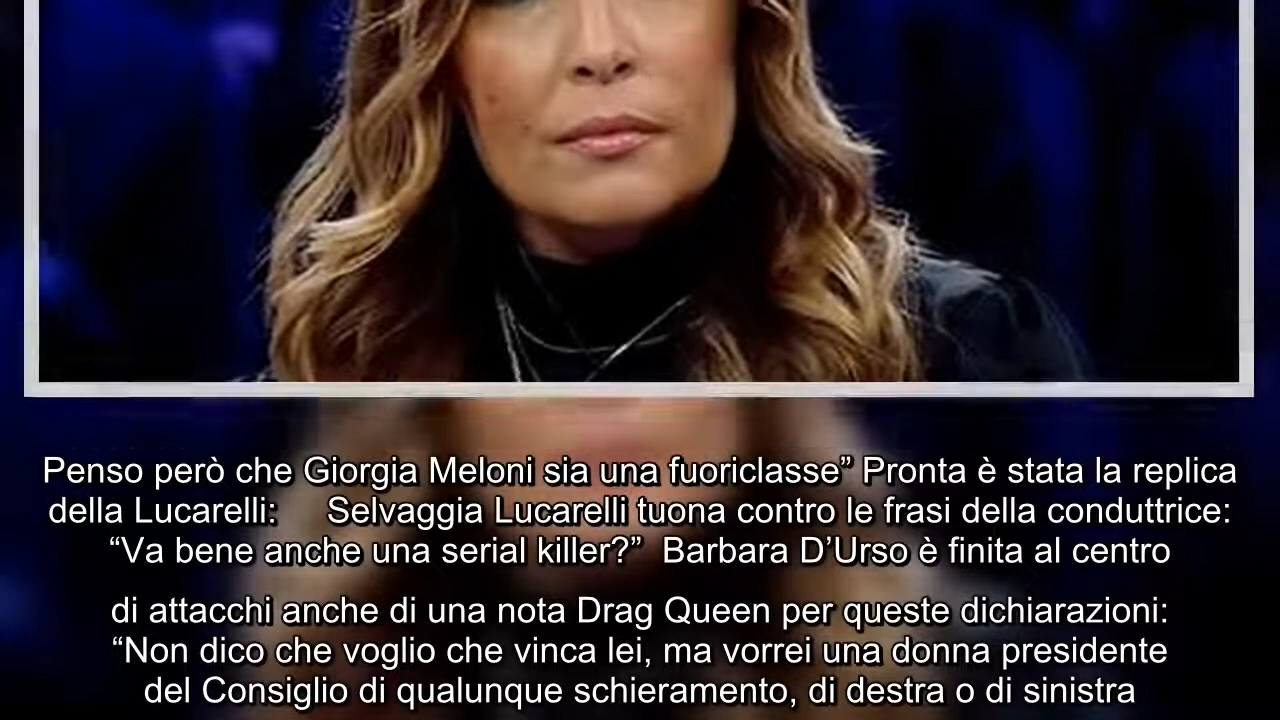 Penso però che Giorgia Meloni sia una fuoriclasse” Pronta è stata la replica
della Lucarelli:     Selvaggia Lucarelli tuona contro le frasi della conduttrice:
“Va bene anche una serial killer?”  Barbara D’Urso è finita al centro
di attacchi anche di una nota Drag Queen per queste dichiarazioni:
“Non dico che voglio che vinca lei, ma vorrei una donna presidente
del Consiglio di qualunque schieramento, di destra o di sinistra